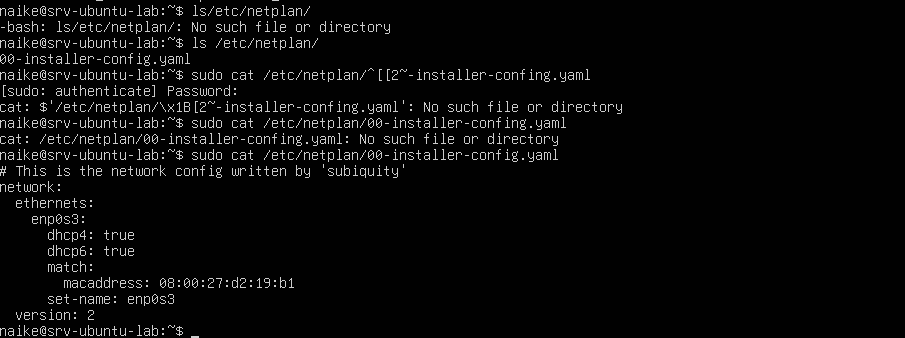 naike@srv-ubuntu-lab:~$ ls/etc/netplan/
-bash: ls/etc/netplan/: No such file or directory
naike@srv-ubuntu-lab:~$ ls /etc/netplan/
00-installer-config.yaml
naike@srv-ubuntu-lab:~$ sudo cat /etc/netplan/^[[2~-installer-confing.yaml
[sudo: authenticate] Password:
cat: $'/etc/netplan/\x1B[2~-installer-confing.yaml': No such file or directory
naike@srv-ubuntu-lab:~$ sudo cat /etc/netplan/00-installer-confing.yaml
cat: /etc/netplan/00-installer-confing.yaml: No such file or directory
naike@srv-ubuntu-lab:~$ sudo cat /etc/netplan/00-installer-config.yaml
# This is the network config written by 'subiquity'
network:
  ethernets:
    enp0s3:
      dhcp4: true
      dhcp6: true
      match:
        macaddress: 08:00:27:d2:19:b1
      set-name: enp0s3
  version: 2
naike@srv-ubuntu-lab:~$ _